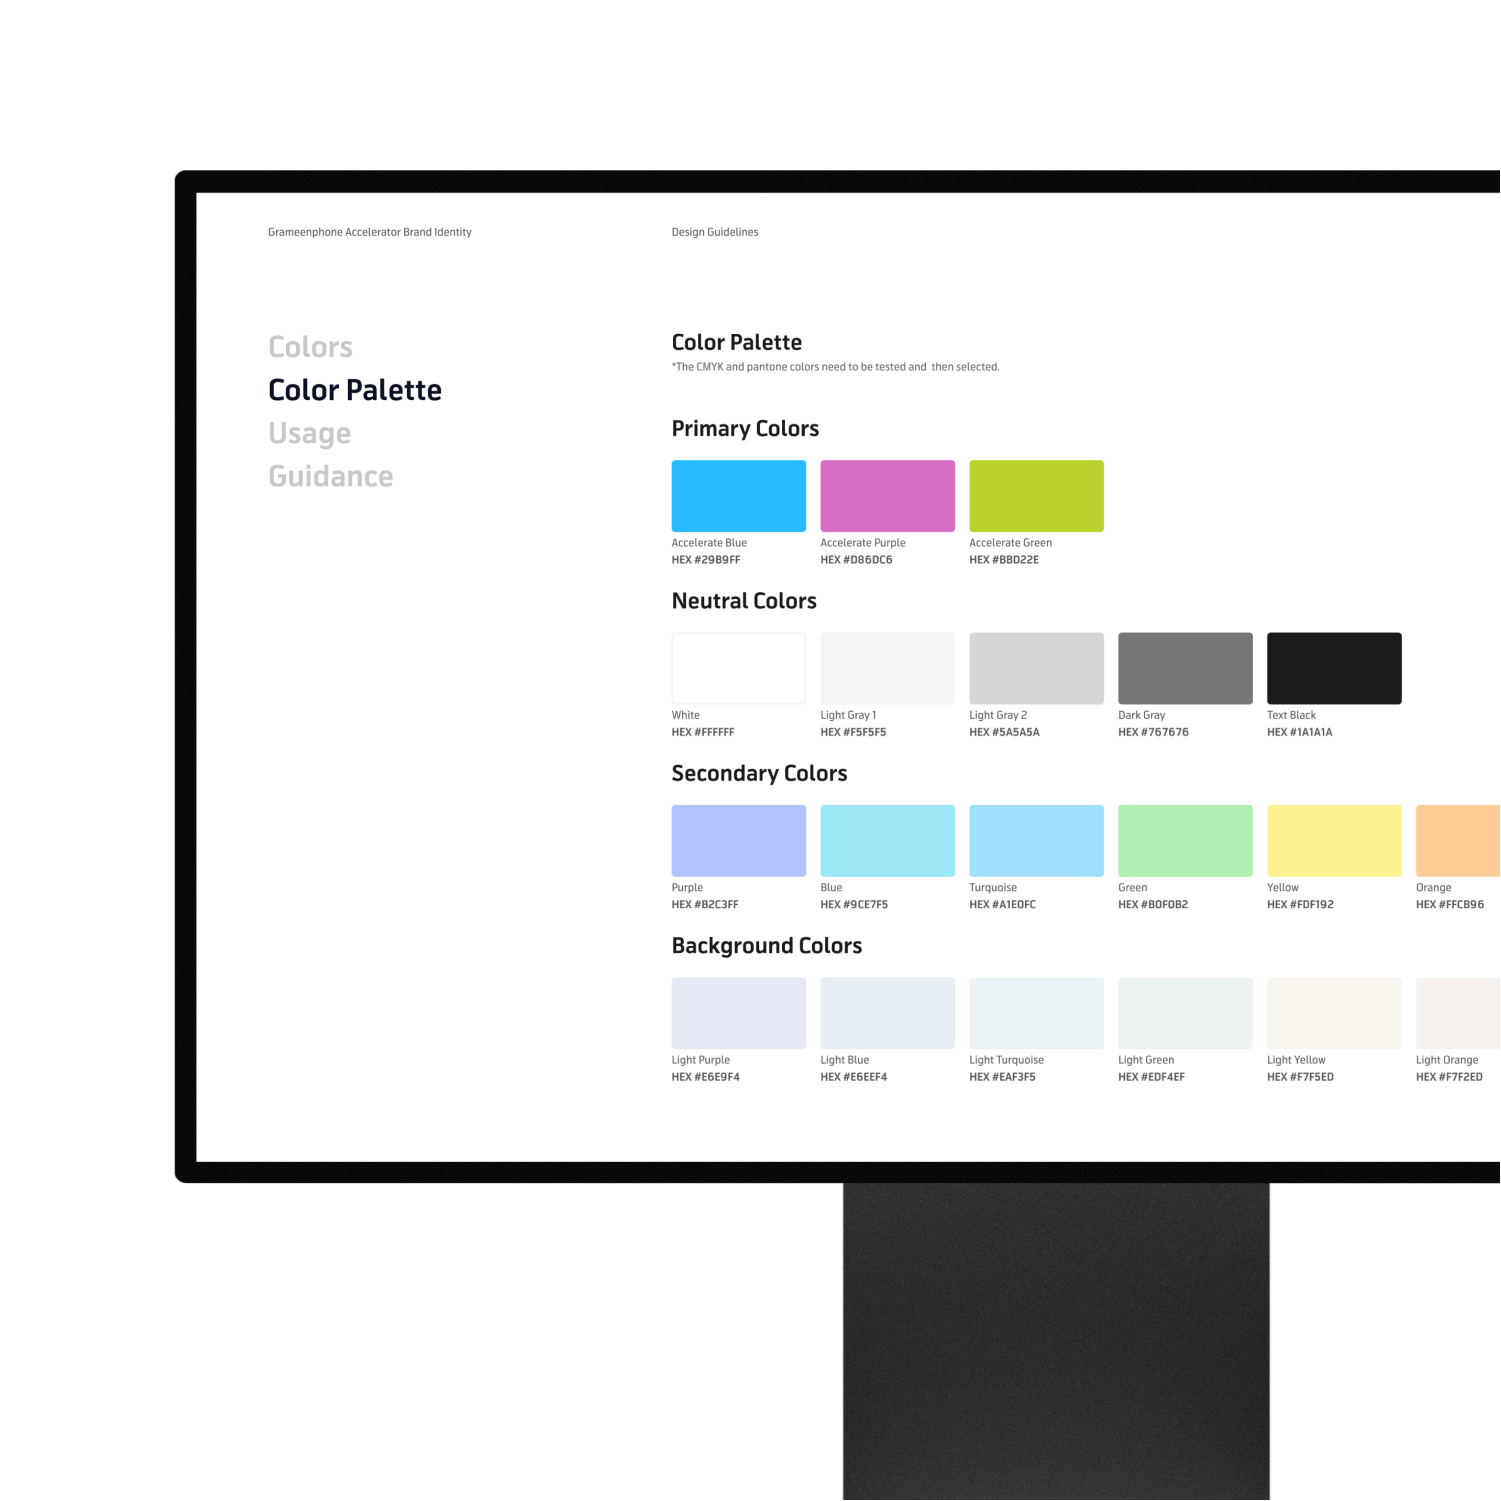 Grameenphone Accelerator Brand Identity
Design Guidelines
Colors
Color Palette
Usage
Guidance
Color Palette
*The CMYK and pantone colors need to be tested and then selected.
Primary Colors
Accelerate Blue
HEX #29B9FF
Accelerate Purple
HEX #D86DC6
Accelerate Green
HEX #BBD22E
Neutral Colors
White
HEX #FFFFFF
Light Gray 1
HEX #F5F5F5
Light Gray 2
HEX #5A5A5A
Dark Gray
HEX #767676
Text Black
HEX #1A1A1A
Secondary Colors
Purple
HEX #B2C3FF
Blue
HEX #9CE7F5
Turquoise
HEX #A1E0FC
Green
HEX #B0F0B2
Yellow
HEX #FDF192
Orange
HEX #FFCB96
Background Colors
Light Purple
HEX #E6E9F4
Light Blue
HEX #E6EEF4
Light Turquoise
HEX #EAF3F5
Light Green
HEX #EDF4EF
Light Yellow
HEX #F7F5ED
Light Orange
HEX #F7F2ED